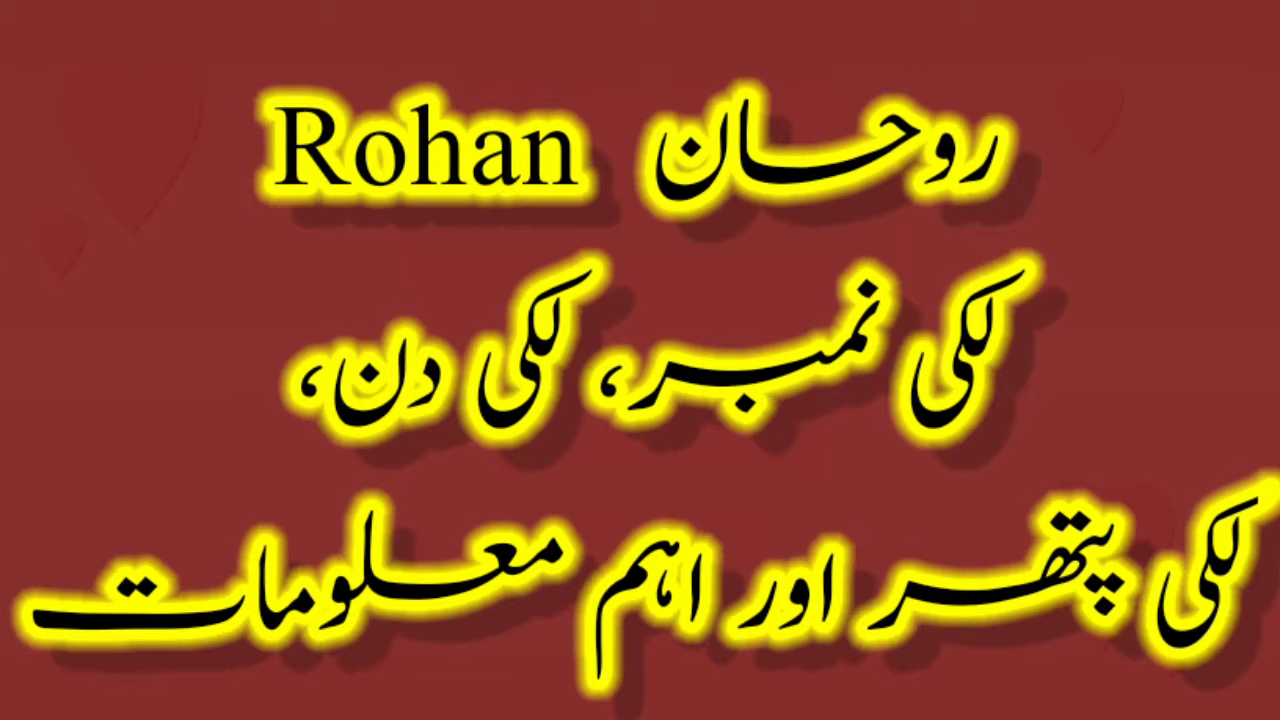 روحان Rohan
لکی نمبر، لکی دن،
لکی پتھر اور اہم معلومات